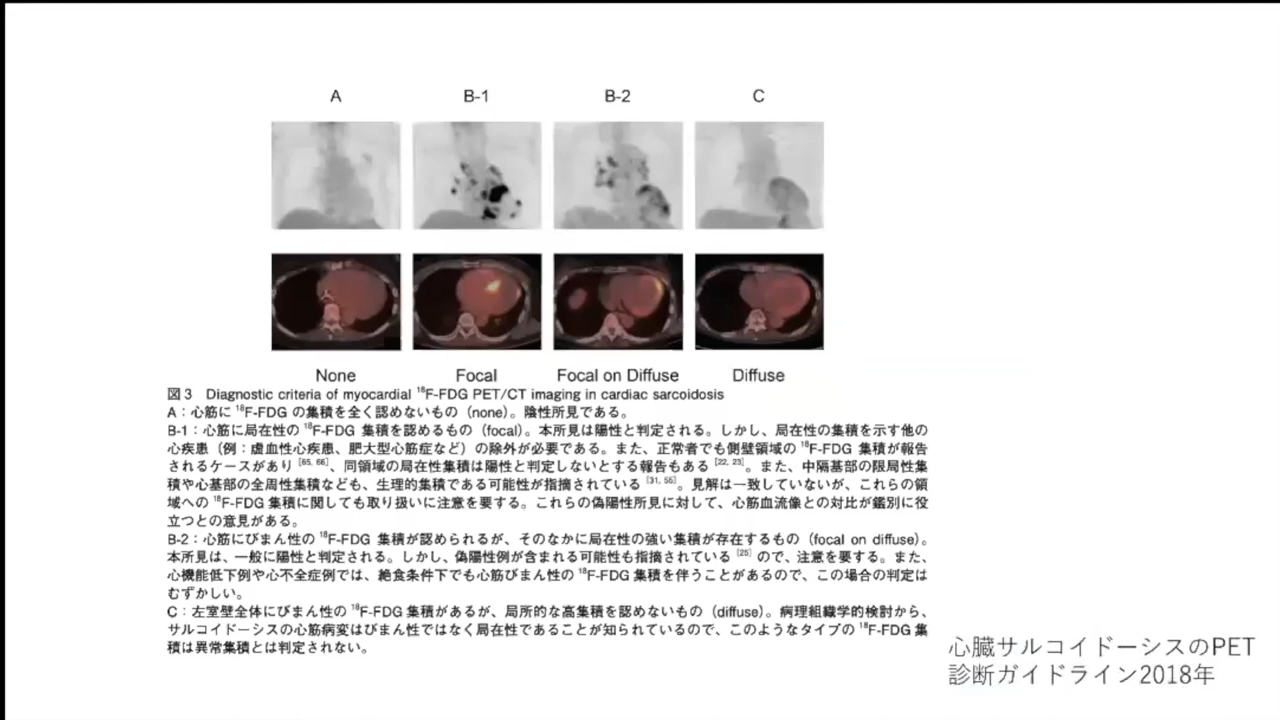 A B-1 B-2 C
None Focal Focal on Diffuse Diffuse
図3 Diagnostic criteria of myocardial ¹⁸F-FDG PET/CT imaging in cardiac sarcoidosis
A：心筋に ¹⁸F-FDG の集積を全く認めないもの（none）。陰性所見である。
B-1：心筋に局在性の ¹⁸F-FDG 集積を認めるもの（focal）。本所見は陽性と判定される。しかし、局在性の集積を示す他の
心疾患（例：虚血性心疾患、肥大型心筋症など）の除外が必要である。また、正常者でも側壁領域の ¹⁸F-FDG 集積が報告
されるケースがあり [65, 66]、同領域の局在性集積は陽性と判定しないとする報告もある [22, 23]。また、中隔基部の限局性集
積や心基部の全周性集積なども、生理的集積である可能性が指摘されている [31, 55]。見解は一致していないが、これらの領
域への ¹⁸F-FDG 集積に関しても取り扱いに注意を要する。これらの偽陽性所見に対して、心筋血流像との対比が鑑別に役
立つとの意見がある。
B-2：心筋にびまん性の ¹⁸F-FDG 集積が認められるが、そのなかに局在性の強い集積が存在するもの（focal on diffuse）。
本所見は、一般に陽性と判定される。しかし、偽陽性例が含まれる可能性も指摘されている [25] ので、注意を要する。また、
心機能低下例や心不全症例では、絶食条件下でも心筋びまん性の ¹⁸F-FDG 集積を伴うことがあるので、この場合の判定は
むずかしい。
C：左室壁全体にびまん性の ¹⁸F-FDG 集積があるが、局所的な高集積を認めないもの（diffuse）。病理組織学的検討から、
サルコイドーシスの心筋病変はびまん性ではなく局在性であることが知られているので、このようなタイプの ¹⁸F-FDG 集
積は異常集積とは判定されない。
心臓サルコイドーシスのPET
診断ガイドライン2018年